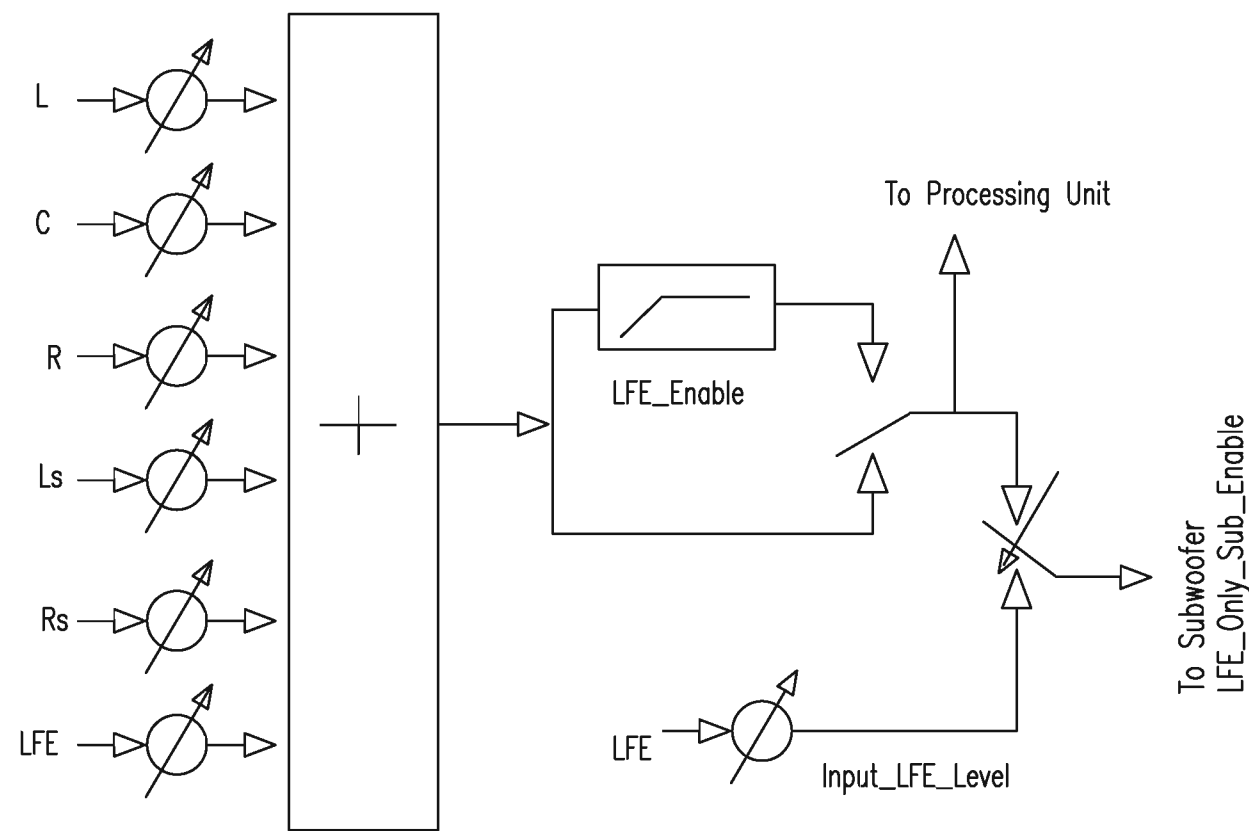 L
C
R
Ls
Rs
LFE
To Processing Unit
LFE_Enable
LFE
Input_LFE_Level
To Subwoofer
LFE_Only_Sub_Enable